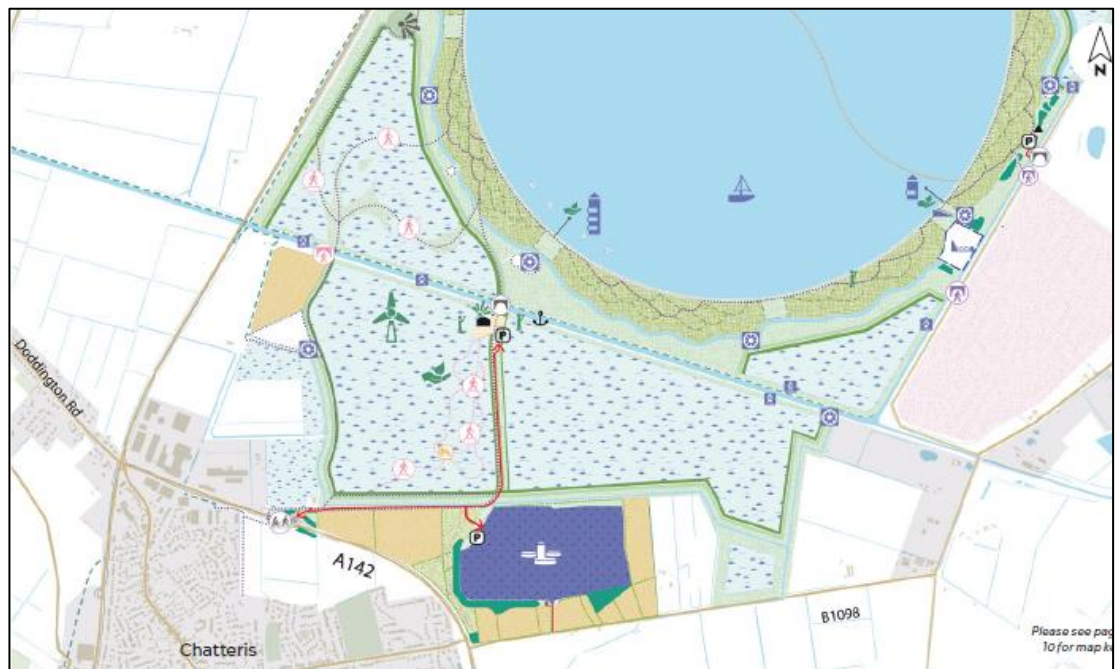 N
P
Doddington Rd
P
P
A142
B1098
Chatteris
Please see pag
10 for map k